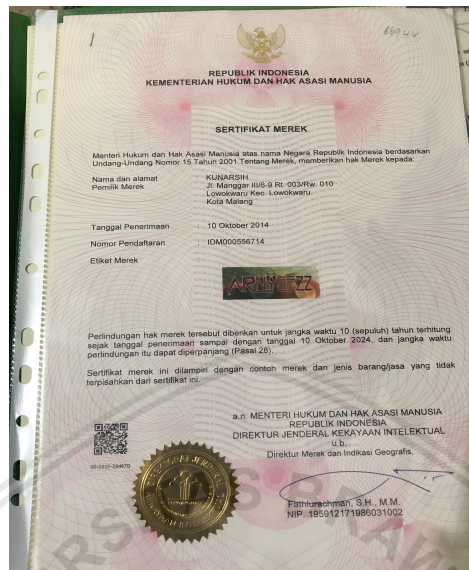 REPUBLIK INDONESIA
KEMENTERIAN HUKUM DAN HAK ASASI MANUSIA
SERTIFIKAT MEREK
Menteri Hukum dan Hak Asasi Manusia atas nama Negara Republik Indonesia berdasarkan
Undang-Undang Nomor 15 Tahun 2001 Tentang Merek, memberikan hak Merek kepada:
Nama dan alamat : KUNARSIH
Pemilik Merek Jl. Manggar III/6-9 Rt. 003/Rw. 010
Lowokwaru Kec. Lowokwaru
Kota Malang
Tanggal Penerimaan : 10 Oktober 2014
Nomor Pendaftaran : IDM000556714
Etiket Merek :
Perlindungan hak merek tersebut diberikan untuk jangka waktu 10 (sepuluh) tahun terhitung
sejak tanggal penerimaan sampai dengan tanggal 10 Oktober 2024, dan jangka waktu
perlindungan itu dapat diperpanjang (Pasal 28).
Sertifikat merek ini dilampiri dengan contoh merek dan jenis barang/jasa yang tidak
terpisahkan dari sertifikat ini.
a.n. MENTERI HUKUM DAN HAK ASASI MANUSIA
REPUBLIK INDONESIA
DIREKTUR JENDERAL KEKAYAAN INTELEKTUAL
u.b.
Direktur Merek dan Indikasi Geografis,
Fathlurachman, S.H., M.M.
NIP. 195912171986031002